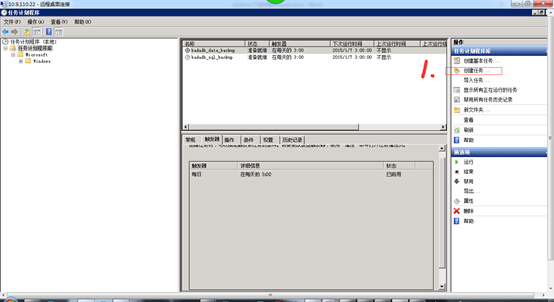 10.9.110.22 - 远程桌面连接
任务计划程序
文件(F) 操作(A) 查看(V) 帮助(H)
任务计划程序 (本地)
任务计划程序库
Microsoft
Windows
名称 状态 触发器 下次运行时间 上次运行时间 上次运行结
hadadb_data_backup 准备就绪 在每天的 3:00 2015/1/7 3:00:00 不显示
hadadb_sql_backup 准备就绪 在每天的 3:00 2015/1/7 3:00:00 不显示
1.
常规 触发器 操作 条件 设置 历史记录
触发器 详细信息 状态
每日 在每天的 3:00 已启用
操作
任务计划程序库
创建基本任务...
创建任务...
导入任务...
显示所有正在运行的任务
禁用所有任务历史记录
新文件夹...
查看
刷新
帮助
所选项
运行
结束
禁用
导出...
属性
删除
帮助